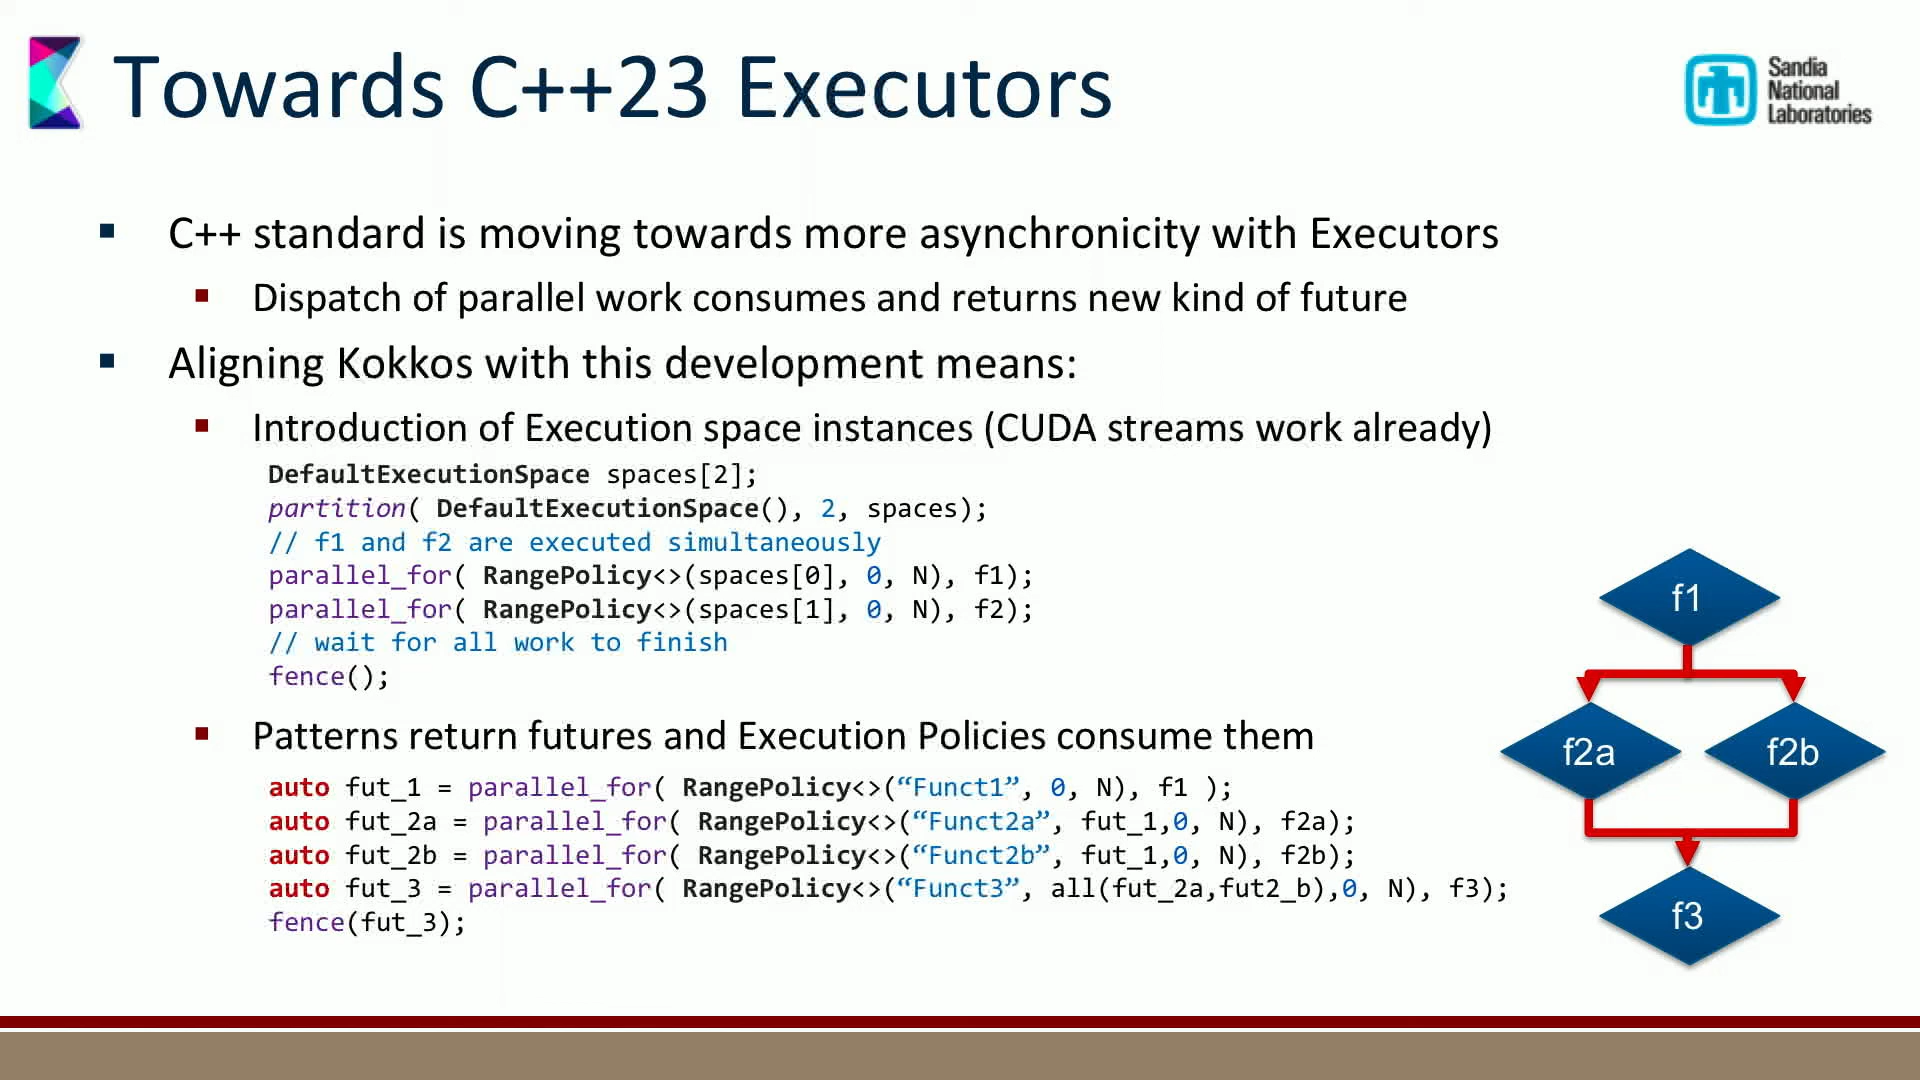 Towards C++23 Executors
Sandia
National
Laboratories
C++ standard is moving towards more asynchronicity with Executors
Dispatch of parallel work consumes and returns new kind of future
Aligning Kokkos with this development means:
Introduction of Execution space instances (CUDA streams work already)
DefaultExecutionSpace spaces[2];
partition( DefaultExecutionSpace(), 2, spaces);
// f1 and f2 are executed simultaneously
parallel_for( RangePolicy<>(spaces[0], 0, N), f1);
parallel_for( RangePolicy<>(spaces[1], 0, N), f2);
// wait for all work to finish
fence();
Patterns return futures and Execution Policies consume them
auto fut_1 = parallel_for( RangePolicy<>(“Funct1”, 0, N), f1 );
auto fut_2a = parallel_for( RangePolicy<>(“Funct2a”, fut_1,0, N), f2a);
auto fut_2b = parallel_for( RangePolicy<>(“Funct2b”, fut_1,0, N), f2b);
auto fut_3 = parallel_for( RangePolicy<>(“Funct3”, all(fut_2a,fut2_b),0, N), f3);
fence(fut_3);
f1
f2a
f2b
f3